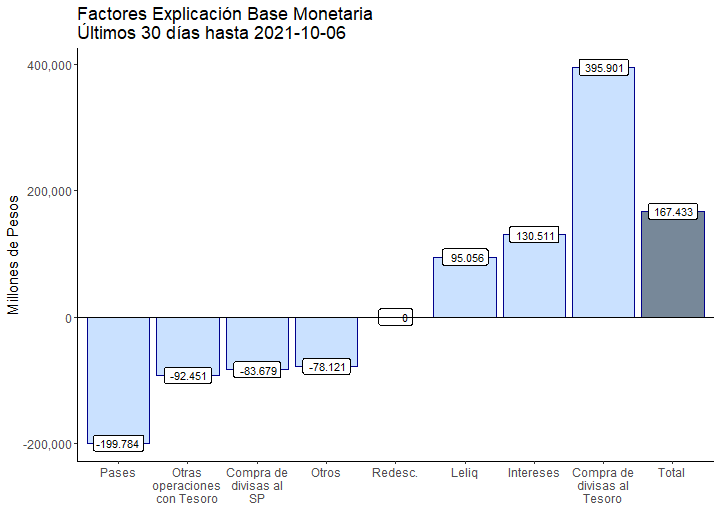 Factores Explicación Base Monetaria
Últimos 30 días hasta 2021-10-06
Millones de Pesos
400,000
200,000
0
-200,000
-199.784
-92.451
-83.679
-78.121
0
95.056
130.511
395.901
167.433
Pases
Otras
operaciones
con Tesoro
Compra de
divisas al
SP
Otros
Redesc.
Leliq
Intereses
Compra de
divisas al
Tesoro
Total